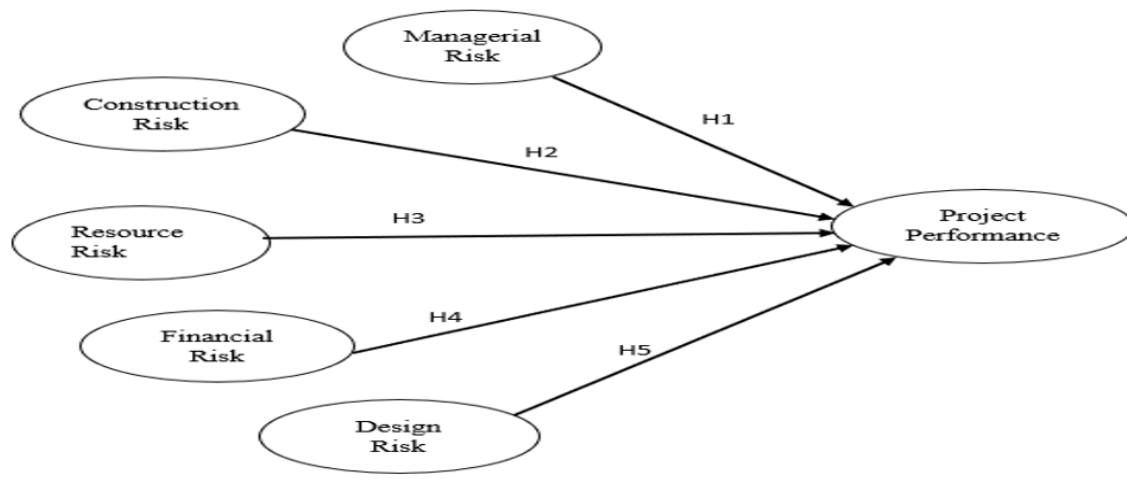 Managerial
Risk
H1
Construction
Risk
H2
Resource
Risk
H3
Project
Performance
Financial
Risk
H4
Design
Risk
H5